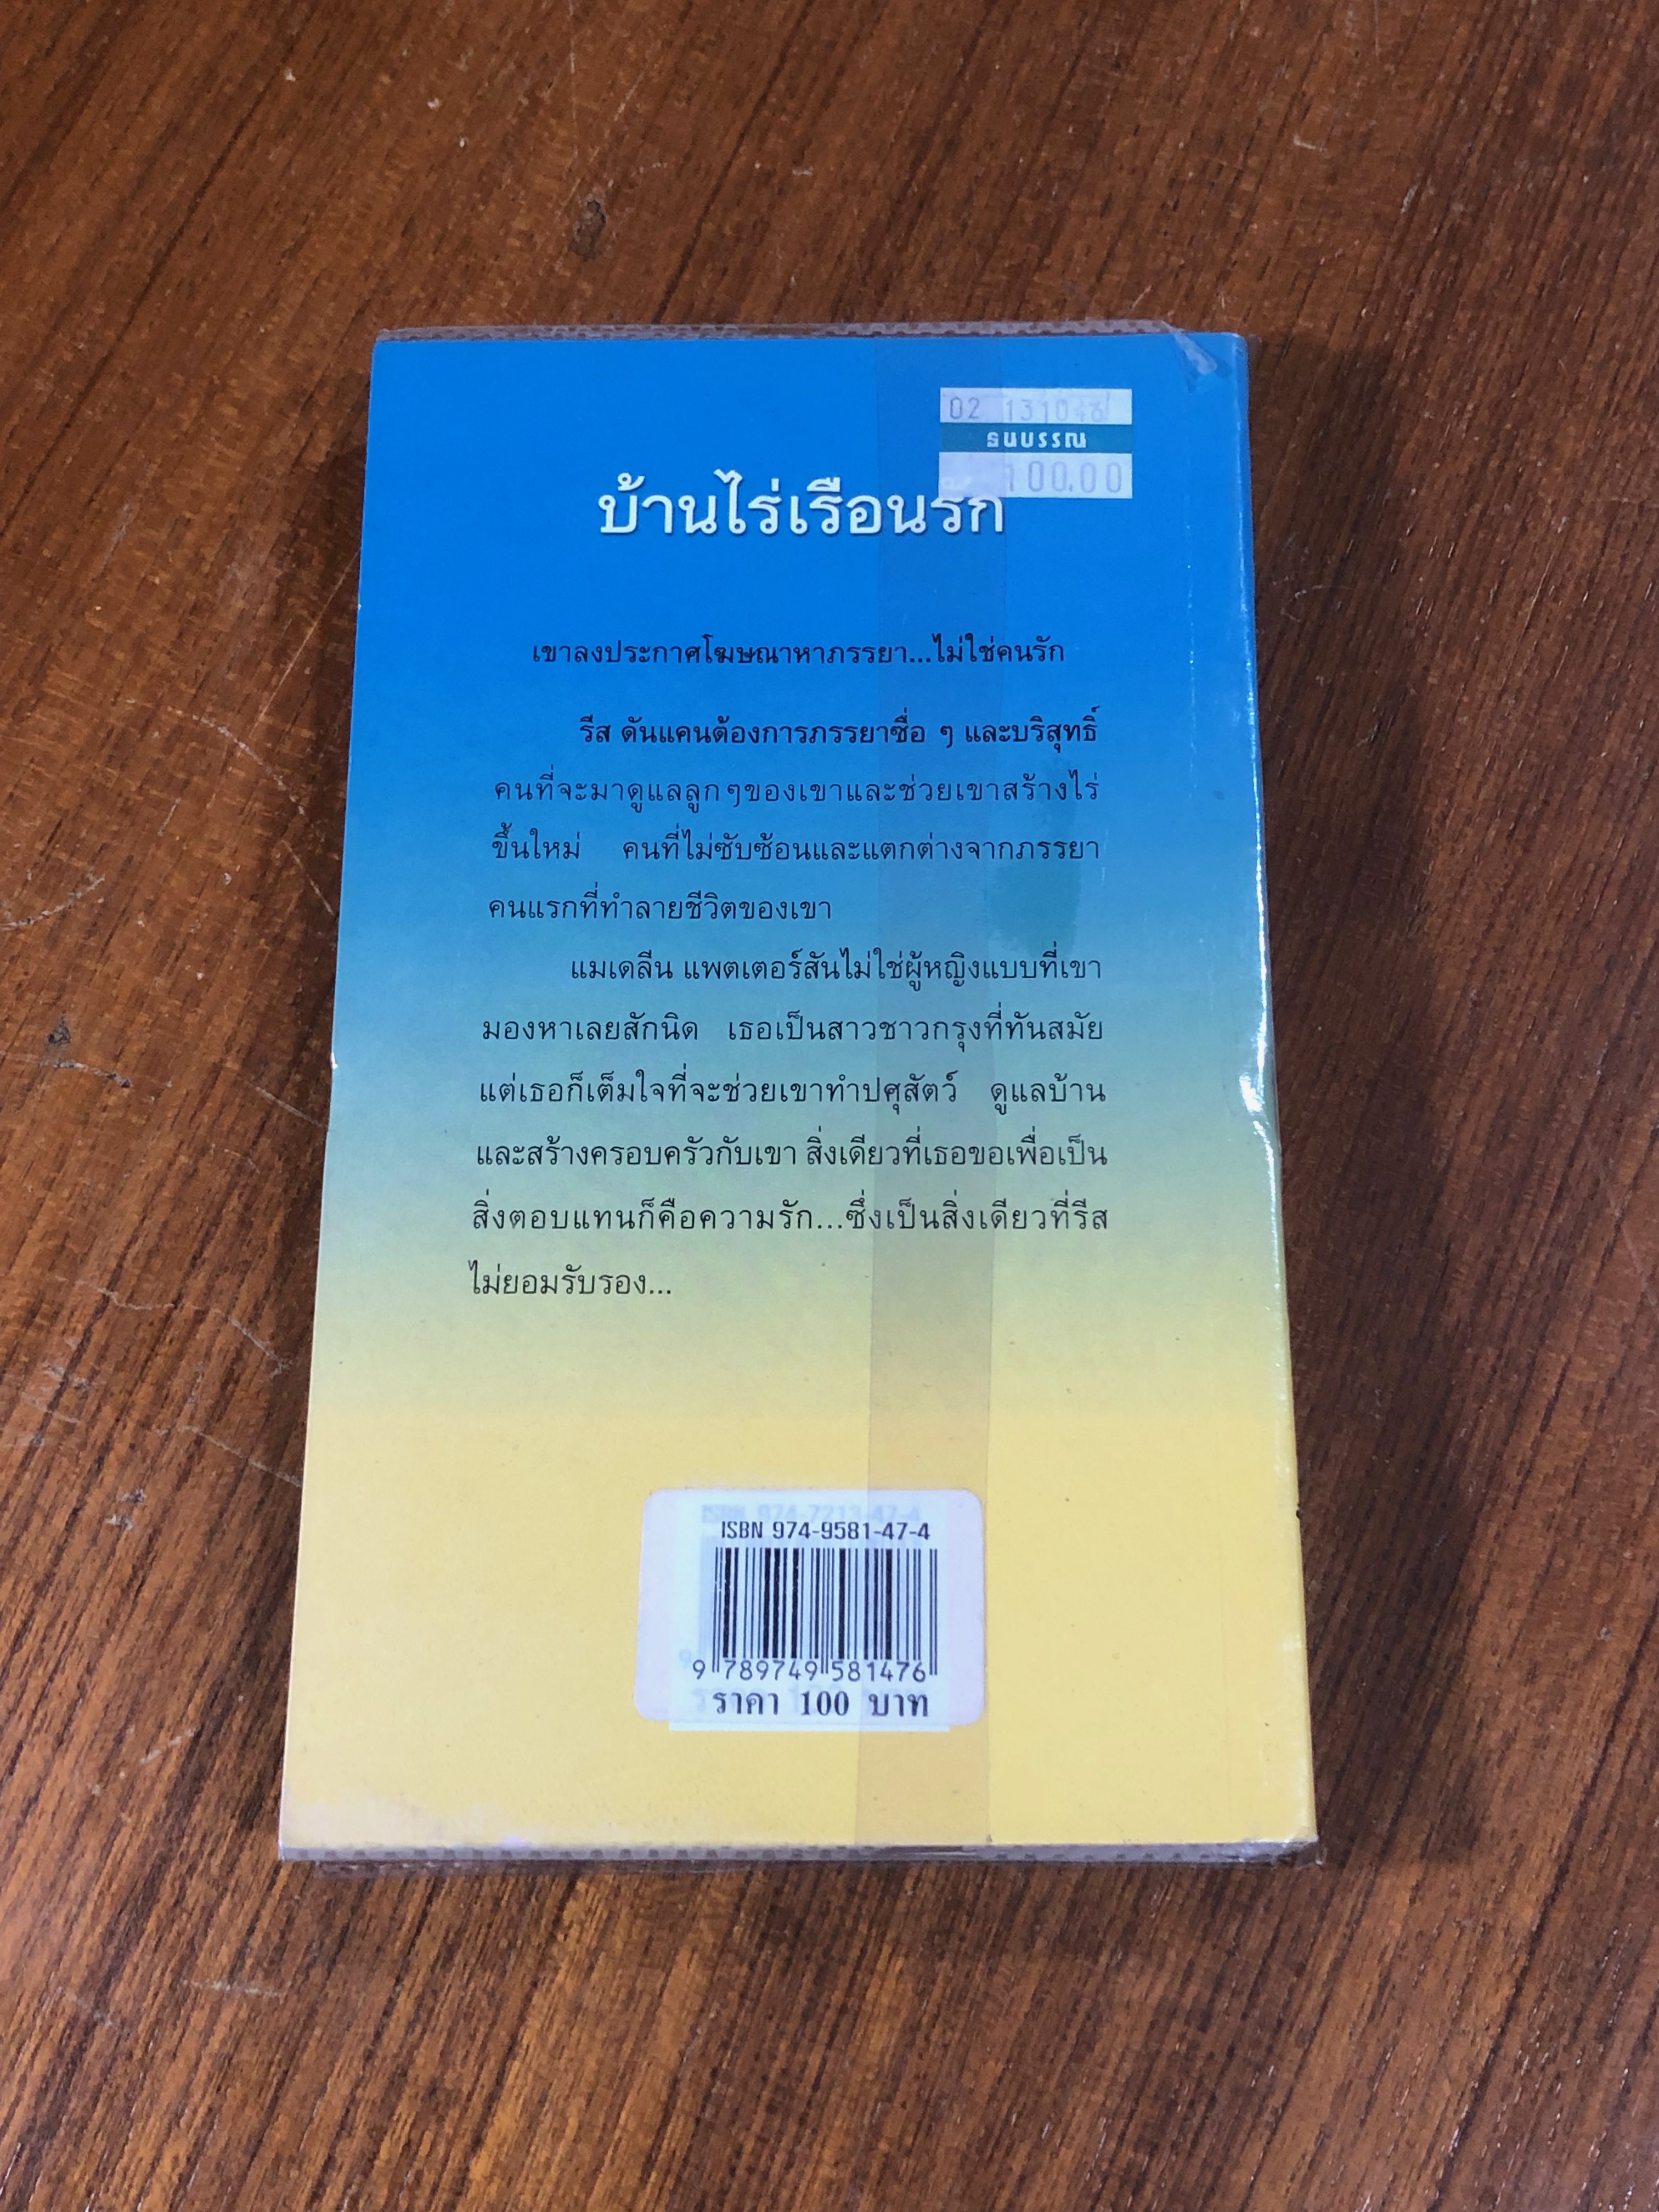 02 131046
ธนบรรณ
100.00
บ้านไร่เรือนรัก
เขาลงประกาศโฆษณาหาภรรยา...ไม่ใช่คนรัก
รีส ดันแคนต้องการภรรยาซื่อ ๆ และบริสุทธิ์
คนที่จะมาดูแลลูกๆของเขาและช่วยเขาสร้างไร่
ขึ้นใหม่ คนที่ไม่ซับซ้อนและแตกต่างจากภรรยา
คนแรกที่ทำลายชีวิตของเขา
แมเดลีน แพตเตอร์สันไม่ใช่ผู้หญิงแบบที่เขา
มองหาเลยสักนิด เธอเป็นสาวชาวกรุงที่ทันสมัย
แต่เธอก็เต็มใจที่จะช่วยเขาทำปศุสัตว์ ดูแลบ้าน
และสร้างครอบครัวกับเขา สิ่งเดียวที่เธอขอเพื่อเป็น
สิ่งตอบแทนก็คือความรัก...ซึ่งเป็นสิ่งเดียวที่รีส
ไม่ยอมรับรอง...
ISBN 974-7213-47-4
ISBN 974-9581-47-4
9 789749 581476
ราคา 100 บาท